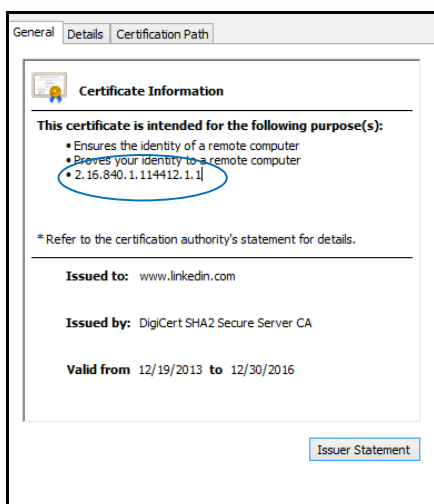 General Details Certification Path
Certificate Information
This certificate is intended for the following purpose(s):
• Ensures the identity of a remote computer
• Proves your identity to a remote computer
• 2.16.840.1.114412.1.1
* Refer to the certification authority's statement for details.
Issued to: www.linkedin.com
Issued by: DigiCert SHA2 Secure Server CA
Valid from 12/19/2013 to 12/30/2016
Issuer Statement